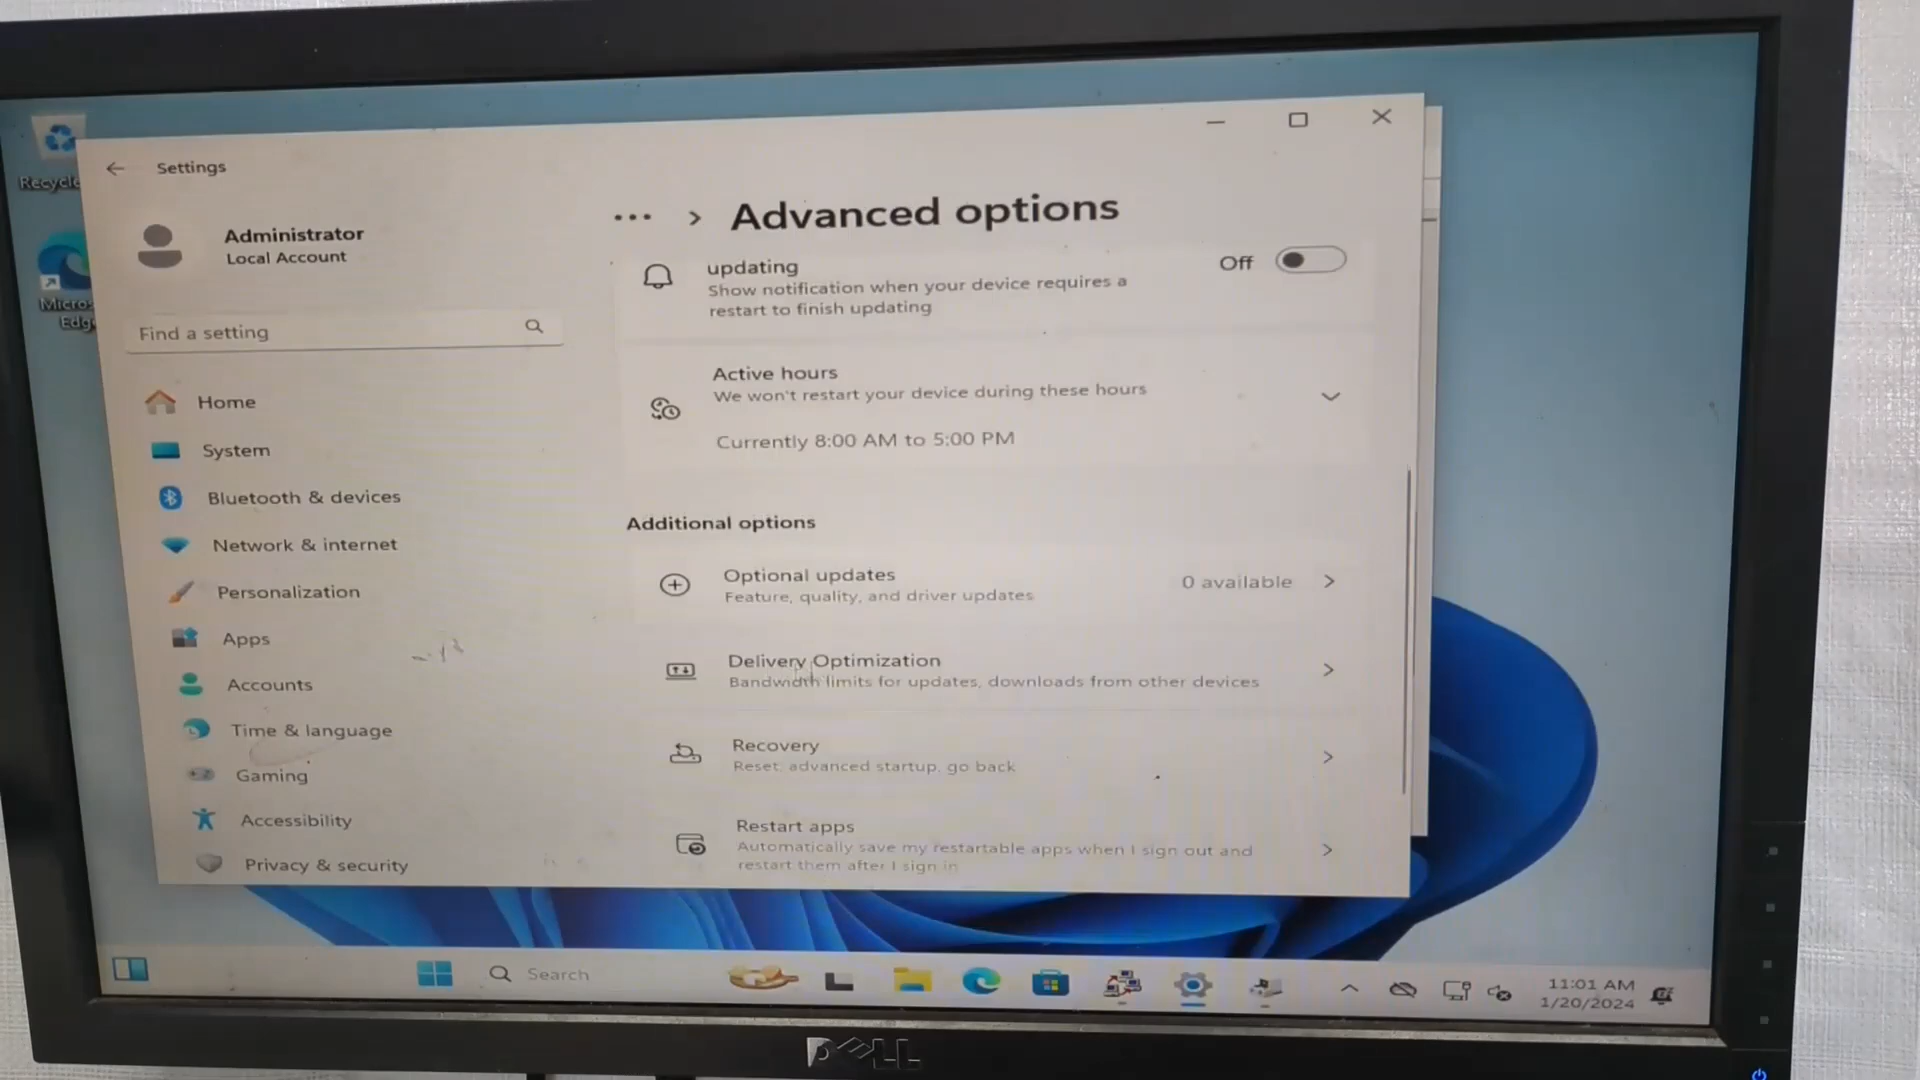 Recycle
Micros
Edg
Settings
Administrator
Local Account
Find a setting
Home
System
Bluetooth & devices
Network & internet
Personalization
Apps
Accounts
Time & language
Gaming
Accessibility
Privacy & security
Advanced options
updating
Show notification when your device requires a
restart to finish updating
Off
Active hours
We won't restart your device during these hours
Currently 8:00 AM to 5:00 PM
Additional options
Optional updates
Feature, quality, and driver updates
0 available
Delivery Optimization
Bandwidth limits for updates, downloads from other devices
Recovery
Reset, advanced startup, go back
Restart apps
Automatically save my restartable apps when I sign out and
restart them after I sign in
Search
11:01 AM
1/20/2024
DELL